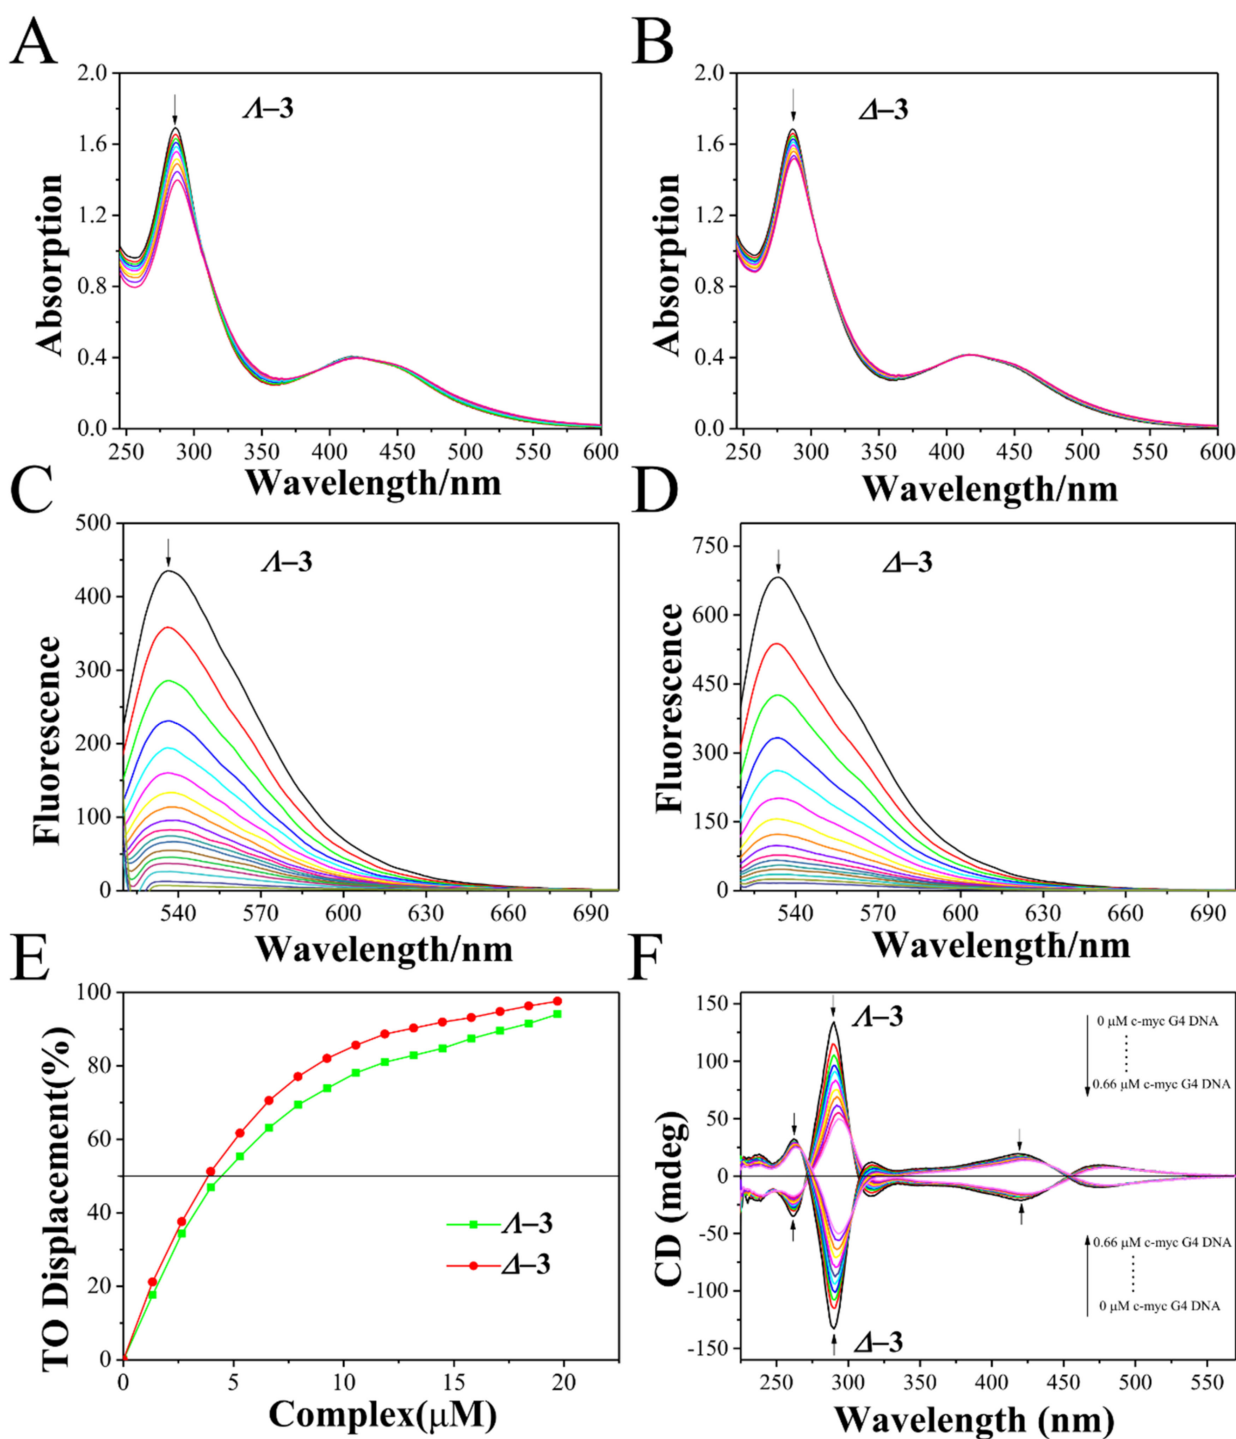 A
B
2.0
1.6
1.2
0.8
0.4
0.0
Absorption
Λ–3
250 300 350 400 450 500 550 600
Wavelength/nm
2.0
1.6
1.2
0.8
0.4
0.0
Absorption
Δ–3
250 300 350 400 450 500 550 600
Wavelength/nm
C
D
500
400
300
200
100
0
Fluorescence
Λ–3
540 570 600 630 660 690
Wavelength/nm
750
600
450
300
150
0
Fluorescence
Δ–3
540 570 600 630 660 690
Wavelength/nm
E
F
100
80
60
40
20
0
TO Displacement(%)
Λ–3
Δ–3
0 5 10 15 20
Complex(μM)
150
100
50
0
-50
-100
-150
CD (mdeg)
Λ–3
0 μM c-myc G4 DNA
0.66 μM c-myc G4 DNA
0.66 μM c-myc G4 DNA
0 μM c-myc G4 DNA
Δ–3
250 300 350 400 450 500 550
Wavelength (nm)